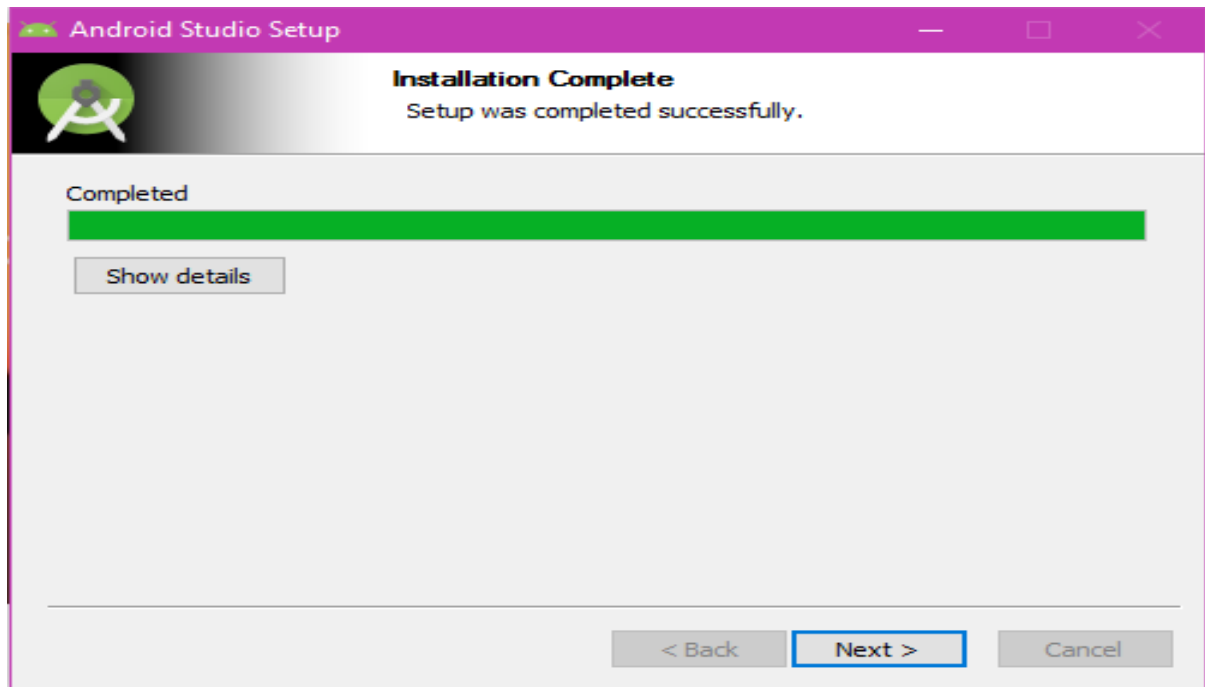 Android Studio Setup
Installation Complete
Setup was completed successfully.
Completed
Show details
< Back Next > Cancel